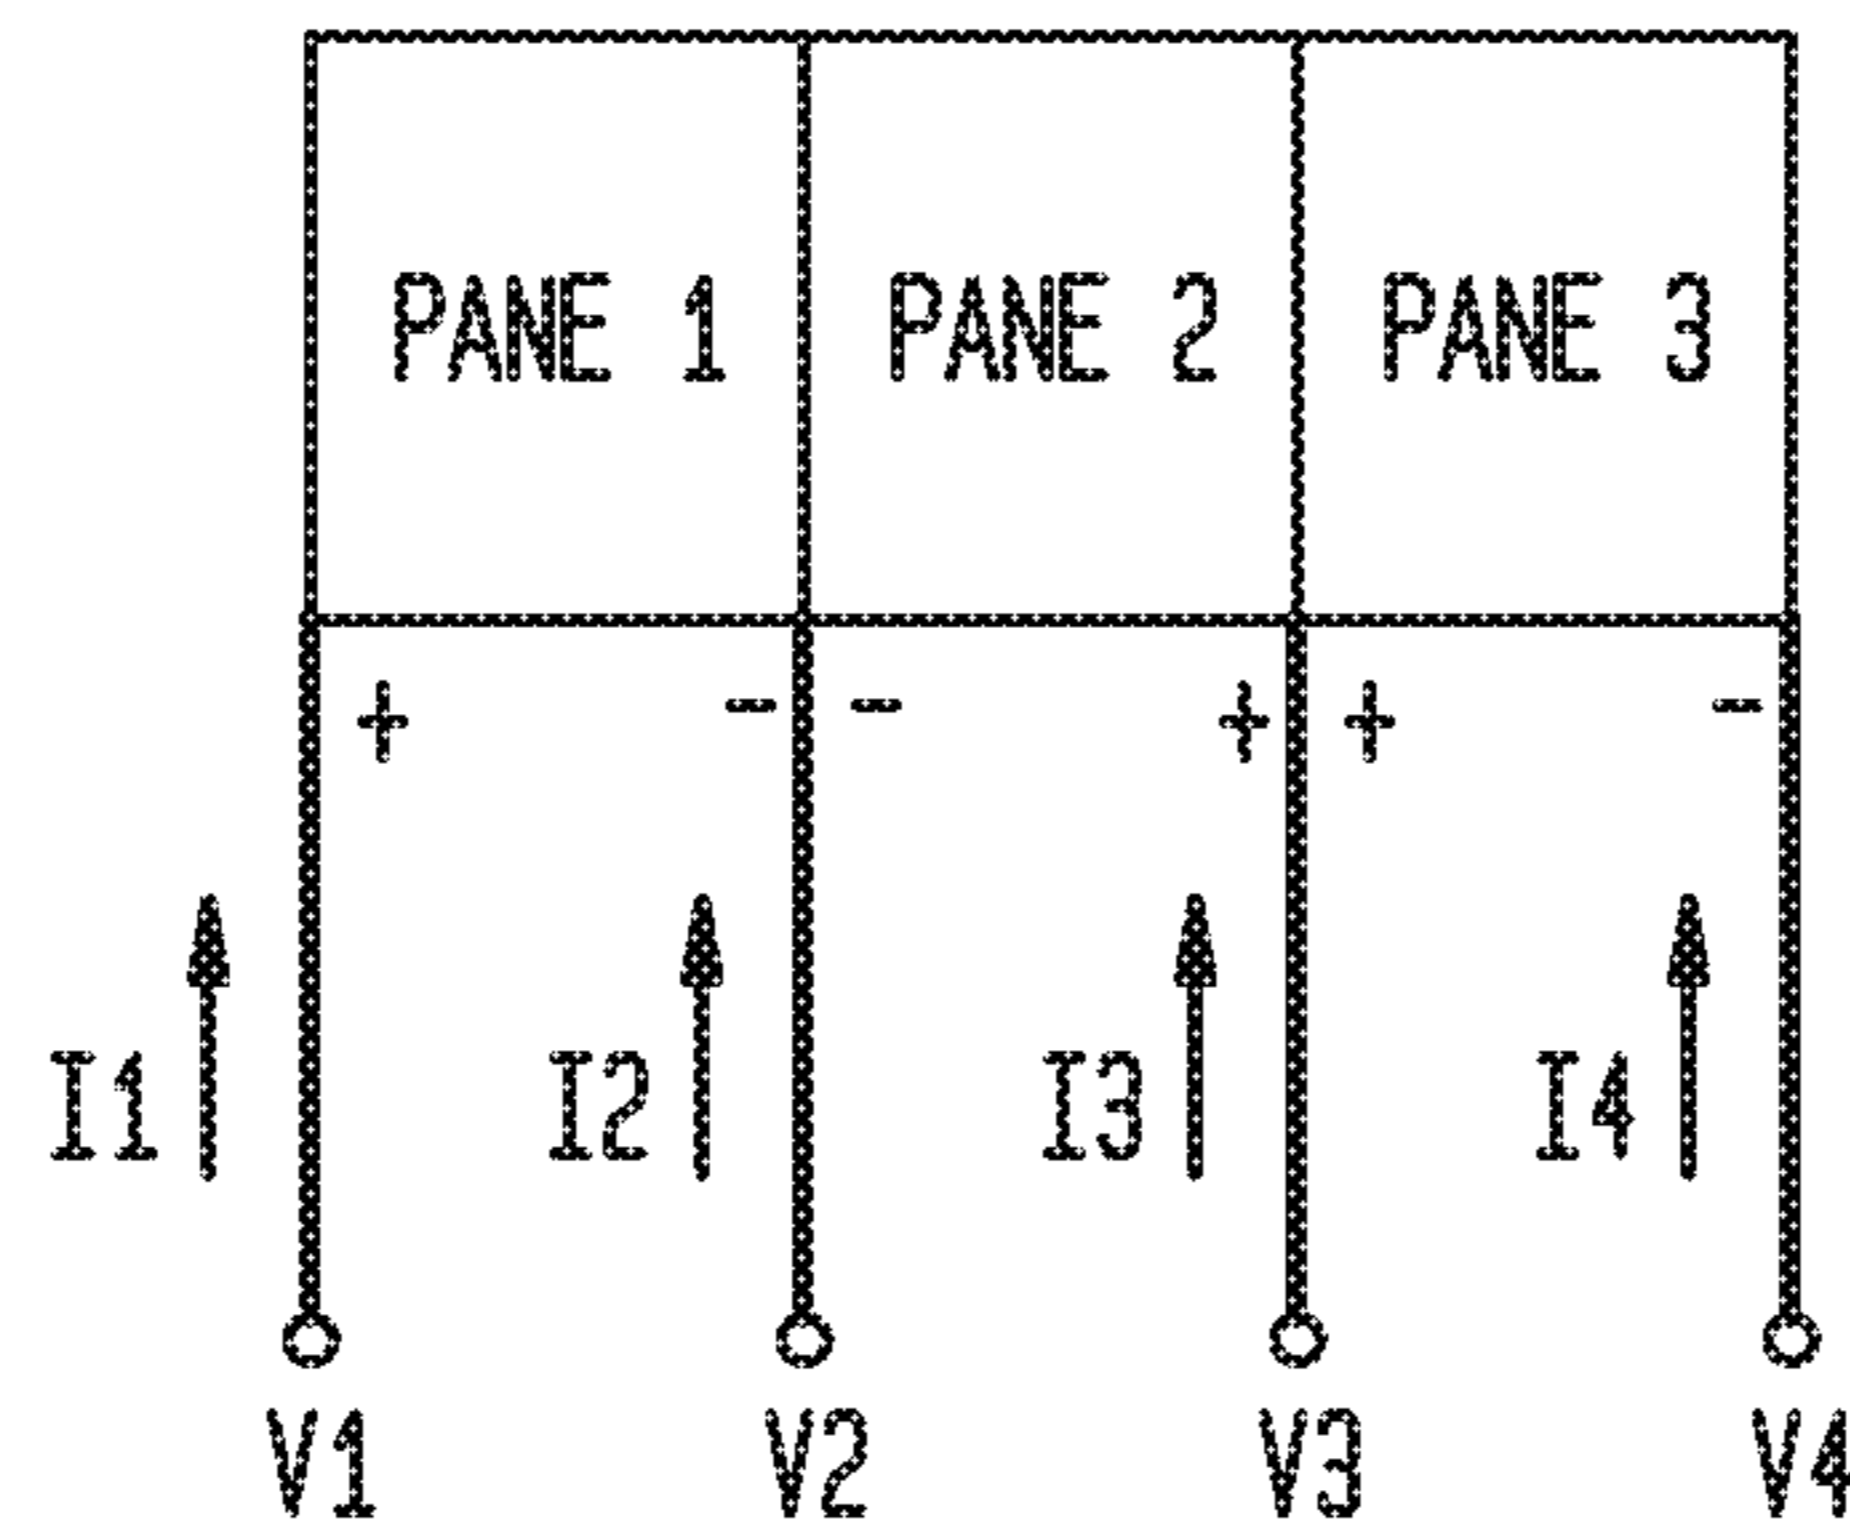 PANE 1 PANE 2 PANE 3
+ - - + + -
I1 I2 I3 I4
V1 V2 V3 V4